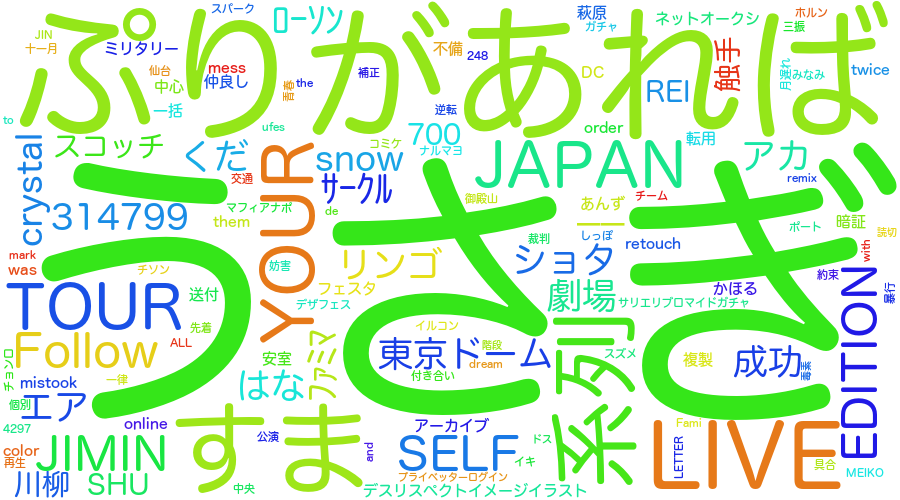 うさぎ
ぷりがあれば
すま
JAPAN
TOUR
YOUR
LIVE
EDITION
系列
JIMIN
SELF
Follow
314799
東京ドーム
成功
エア
はな
くだ
snow
crystal
リンゴ
ショタ
劇場
アカ
スコッチ
サークル
700
REI
触手
ローソン
ファミマ
川柳
SHU
スパーク
JIN
十一月
ミリタリー
仙台
mess
仲良し
中心
一括
青春
the
補正
to
ufes
コミケ
ナルマヨ
逆転
不備
248
萩原
ガチャ
DC
order
ネットオークシ
ホルン
三振
月遅れ
みなみ
twice
転用
remix
交通
マフィアナポ
de
them
御殿山
あんず
チーム
一一
しっぽ
裁判
retouch
ポート
暗証
読切
with
約束
かほる
暴行
サリエリブロマイドガチャ
妨害
フェスタ
デザフェス
mark
was
チソン
送付
先着
ALL
安室
チョンロ
mistook
一律
個別
4297
online
color
再生
公演
中央
and
イルコン
階段
dream
付き合い
スズメ
複製
アーカイブ
ドス
イキ
プライベッターログイン
デスリスペクトイメージイラスト
Fami
LETTER
具合
MEIKO